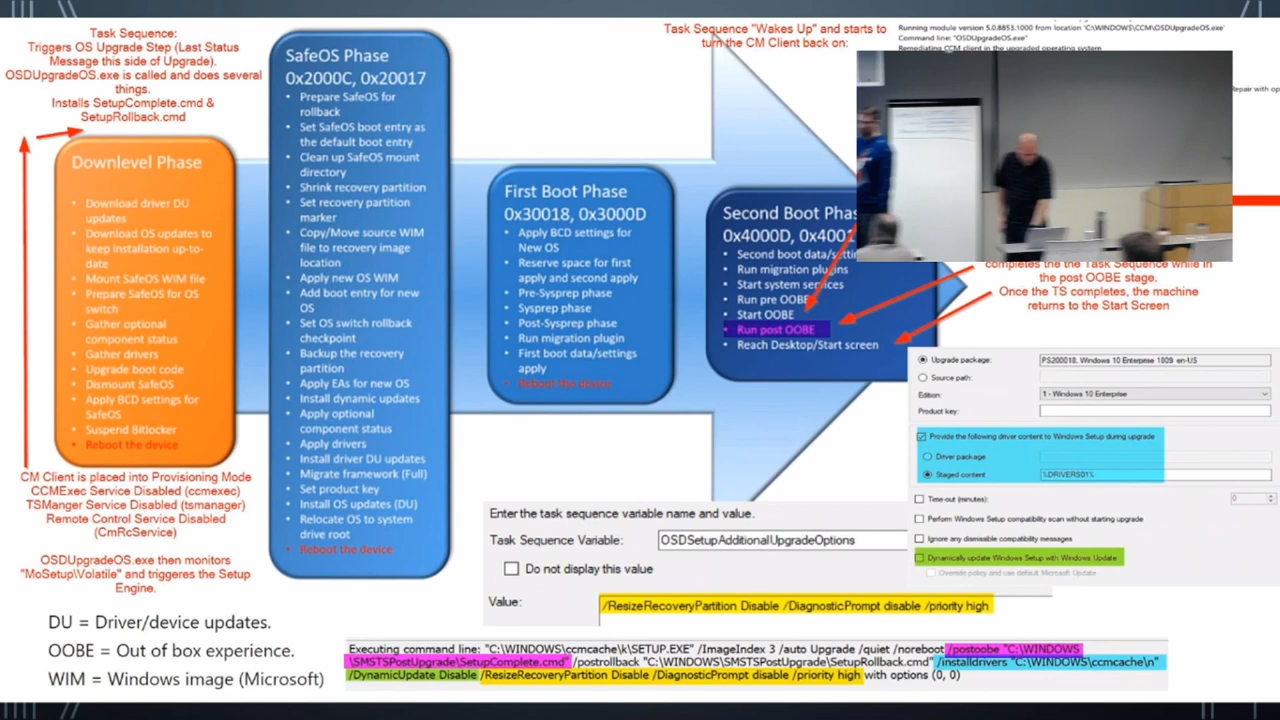 Task Sequence:
Triggers OS Upgrade Step (Last Status
Message this side of Upgrade).
OSDUpgradeOS.exe is called and does several
things.
Installs SetupComplete.cmd &
SetupRollback.cmd
Downlevel Phase
Download driver DU
updates
Download OS updates to
keep installation up-to-
date
Mount SafeOS WIM file
Prepare SafeOS for OS
switch
Gather optional
component status
Gather drivers
Upgrade boot code
Dismount SafeOS
Apply BCD settings for
SafeOS
Suspend Bitlocker
Reboot the device
CM Client is placed into Provisioning Mode
CCMExec Service Disabled (ccmexec)
TSManger Service Disabled (tsmanager)
Remote Control Service Disabled
(CmRcService)
OSDUpgradeOS.exe then monitors
"MoSetup\Volatile" and triggeres the Setup
Engine.
DU = Driver/device updates.
OOBE = Out of box experience.
WIM = Windows image (Microsoft)
SafeOS Phase
0x2000C, 0x20017
Prepare SafeOS for
rollback
Set SafeOS boot entry as
the default boot entry
Clean up SafeOS mount
directory
Shrink recovery partition
Set recovery partition
marker
Copy/Move source WIM
file to recovery image
location
Apply new OS WIM
Add boot entry for new
OS
Set OS switch rollback
checkpoint
Backup the recovery
partition
Apply EAs for new OS
Install dynamic updates
Apply optional
component status
Apply drivers
Install driver DU updates
Migrate framework (Full)
Set product key
Install OS updates (DU)
Relocate OS to system
drive root
Reboot the device
First Boot Phase
0x30018, 0x3000D
Apply BCD settings for
New OS
Reserve space for first
apply and second apply
Pre-Sysprep phase
Sysprep phase
Post-Sysprep phase
Run migration plugin
First boot data/settings
apply
Reboot the device
Task Sequence "Wakes Up" and starts to
turn the CM Client back on:
Running module version 5.0.8853.1000 from location 'C:\WINDOWS\CCM\OSDUpgradeOS.exe'
Command line: "OSDUpgradeOS.exe"
Remediating CCM client in the upgraded operating system
Repair with op
Second Boot Phas
0x4000D, 0x4001
Second boot data/setti
Run migration plugins
Start system services
Run pre OOBE
Start OOBE
Run post OOBE
Reach Desktop/Start screen
completes the the Task Sequence while in
the post OOBE stage.
Once the TS completes, the machine
returns to the Start Screen
Upgrade package: PS200018, Windows 10 Enterprise 1809 en-US
Source path:
Edition: 1 - Windows 10 Enterprise
Product key:
Provide the following driver content to Windows Setup during upgrade
Driver package
Staged content %DRIVERS01%
Time-out (minutes): 0
Perform Windows Setup compatibility scan without starting upgrade
Ignore any dismissable compatibility messages
Dynamically update Windows Setup with Windows Update
Override policy and use default Microsoft Update
Enter the task sequence variable name and value.
Task Sequence Variable: OSDSetupAdditionalUpgradeOptions
Do not display this value
Value: /ResizeRecoveryPartition Disable /DiagnosticPrompt disable /priority high
Executing command line: "C:\WINDOWS\ccmcache\k\SETUP.EXE" /ImageIndex 3 /auto Upgrade /quiet /noreboot /postoobe "C:\WINDOWS
\SMSTSPostUpgrade\SetupComplete.cmd" /postrollback "C:\WINDOWS\SMSTSPostUpgrade\SetupRollback.cmd" /installdrivers "C:\WINDOWS\ccmcache\n"
/DynamicUpdate Disable /ResizeRecoveryPartition Disable /DiagnosticPrompt disable /priority high with options (0, 0)